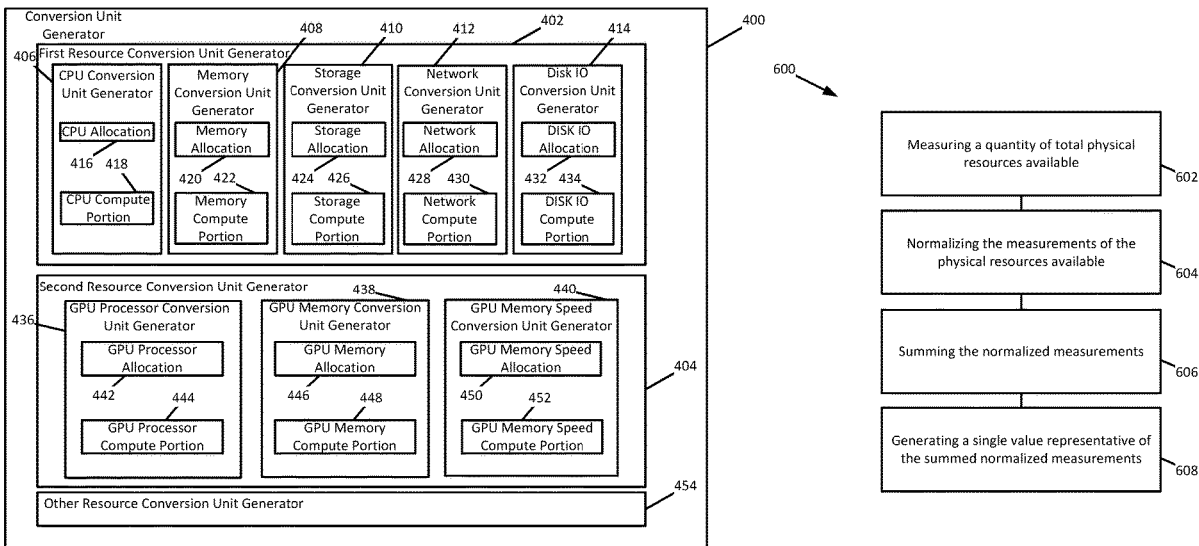 Conversion Unit
Generator
402
400
First Resource Conversion Unit Generator
408
410
412
414
406
CPU Conversion
Unit Generator
CPU Allocation
416
418
CPU Compute
Portion
Memory
Conversion Unit
Generator
Memory
Allocation
420
422
Memory
Compute
Portion
Storage
Conversion Unit
Generator
Storage
Allocation
424
426
Storage
Compute
Portion
Network
Conversion Unit
Generator
Network
Allocation
428
430
Network
Compute
Portion
Disk IO
Conversion Unit
Generator
DISK IO
Allocation
432
434
DISK IO
Compute
Portion
Second Resource Conversion Unit Generator
438
440
436
GPU Processor Conversion
Unit Generator
GPU Processor
Allocation
442
444
GPU Processor
Compute Portion
GPU Memory Conversion
Unit Generator
GPU Memory
Allocation
446
448
GPU Memory
Compute Portion
GPU Memory Speed
Conversion Unit Generator
GPU Memory Speed
Allocation
450
452
GPU Memory Speed
Compute Portion
404
Other Resource Conversion Unit Generator
454
600
Measuring a quantity of total physical
resources available
602
Normalizing the measurements of the
physical resources available
604
Summing the normalized measurements
606
Generating a single value representative of
the summed normalized measurements
608